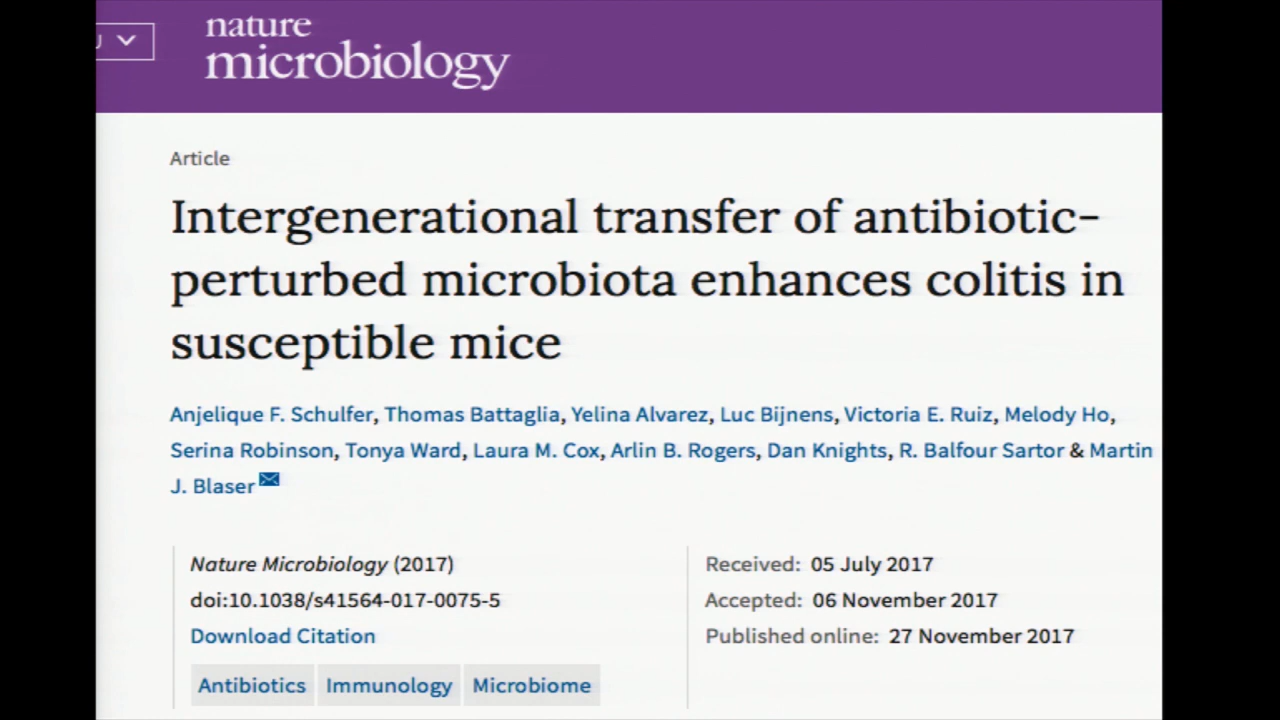 nature
microbiology
Article
Intergenerational transfer of antibiotic-
perturbed microbiota enhances colitis in
susceptible mice
Anjelique F. Schulfer, Thomas Battaglia, Yelina Alvarez, Luc Bijnens, Victoria E. Ruiz, Melody Ho,
Serina Robinson, Tonya Ward, Laura M. Cox, Arlin B. Rogers, Dan Knights, R. Balfour Sartor & Martin
J. Blaser
Nature Microbiology (2017)
doi:10.1038/s41564-017-0075-5
Download Citation
Antibiotics Immunology Microbiome
Received: 05 July 2017
Accepted: 06 November 2017
Published online: 27 November 2017